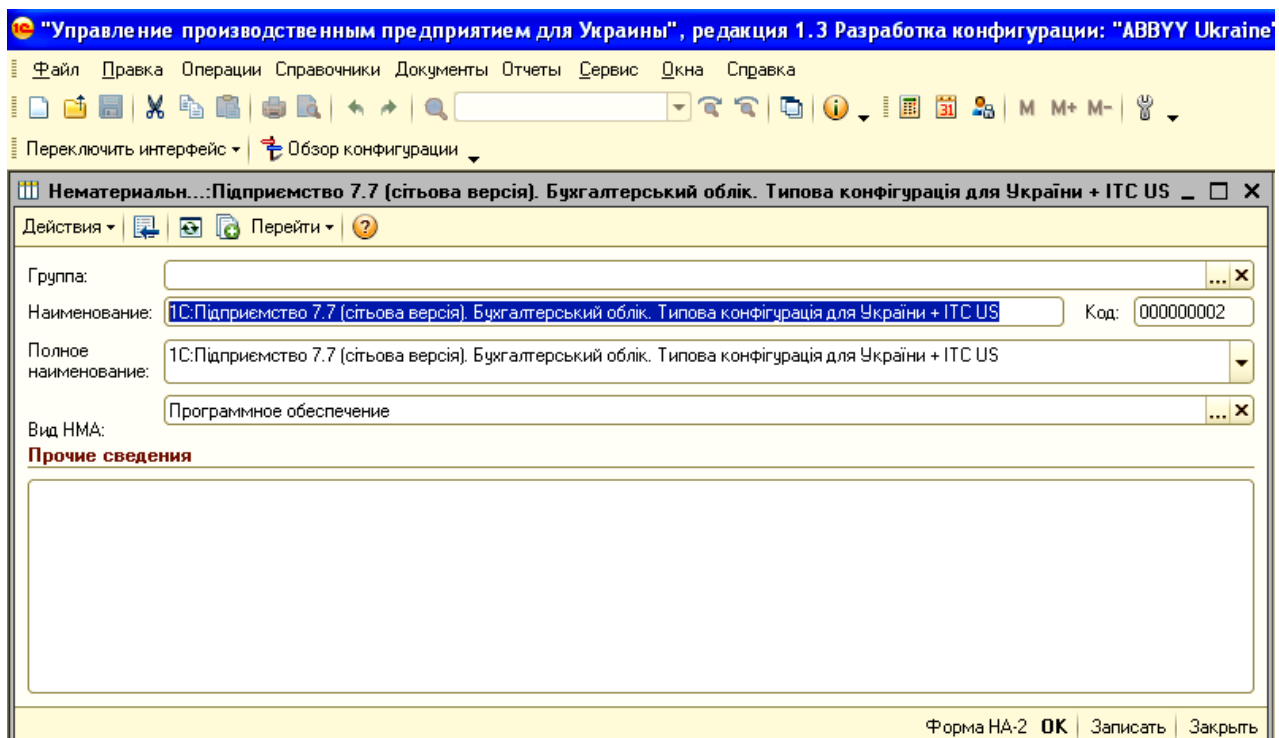 "Управление производственным предприятием для Украины", редакция 1.3 Разработка конфигурации: "ABBYY Ukraine"
Файл Правка Операции Справочники Документы Отчеты Сервис Окна Справка
M M+ M-
Переключить интерфейс Обзор конфигурации
Нематериальн...:Підприємство 7.7 (сітьова версія). Бухгалтерський облік. Типова конфігурація для України + ITC US
Действия Перейти
Группа:
Наименование: 1С:Підприємство 7.7 (сітьова версія). Бухгалтерський облік. Типова конфігурація для України + ITC US Код: 000000002
Полное наименование: 1С:Підприємство 7.7 (сітьова версія). Бухгалтерський облік. Типова конфігурація для України + ITC US
Программное обеспечение
Вид НМА:
Прочие сведения
Форма НА-2 OK Записать Закрыть